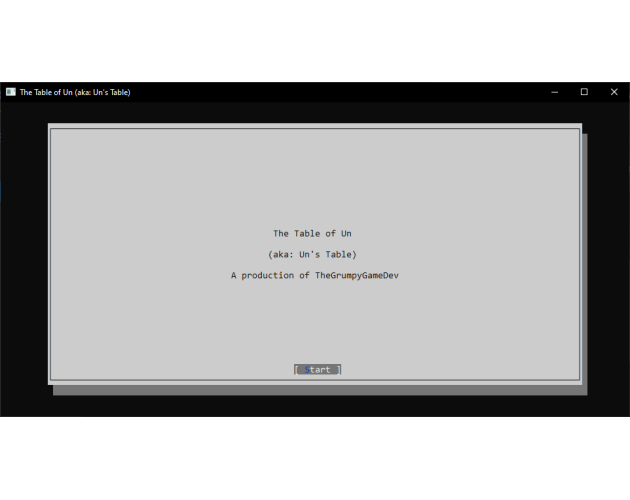 The Table of Un (aka: Un's Table)
The Table of Un
(aka: Un's Table)
A production of TheGrumpyGameDev
[ Start ]